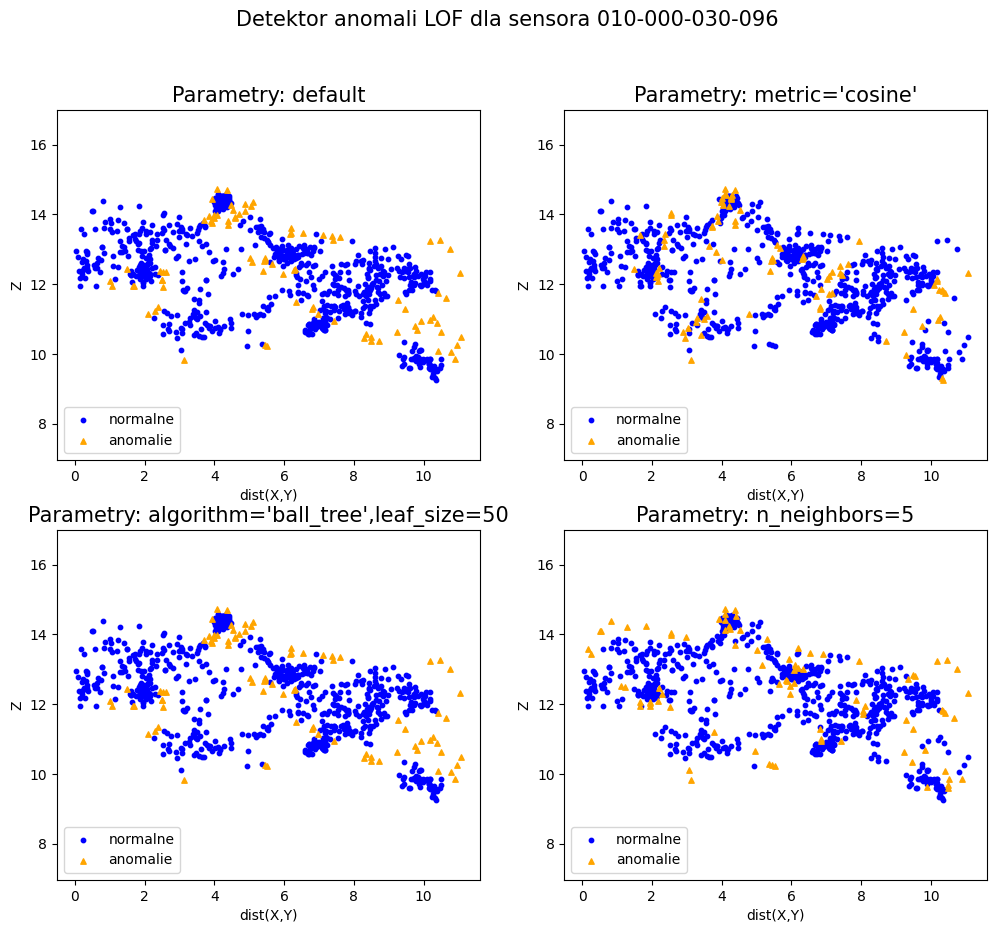 Detektor anomali LOF dla sensora 010-000-030-096
Parametry: default
16
14
12
10
8
Z
0 2 4 6 8 10
dist(X,Y)
normalne
anomalie
Parametry: metric='cosine'
16
14
12
10
8
Z
0 2 4 6 8 10
dist(X,Y)
normalne
anomalie
Parametry: algorithm='ball_tree',leaf_size=50
16
14
12
10
8
Z
0 2 4 6 8 10
dist(X,Y)
normalne
anomalie
Parametry: n_neighbors=5
16
14
12
10
8
Z
0 2 4 6 8 10
dist(X,Y)
normalne
anomalie